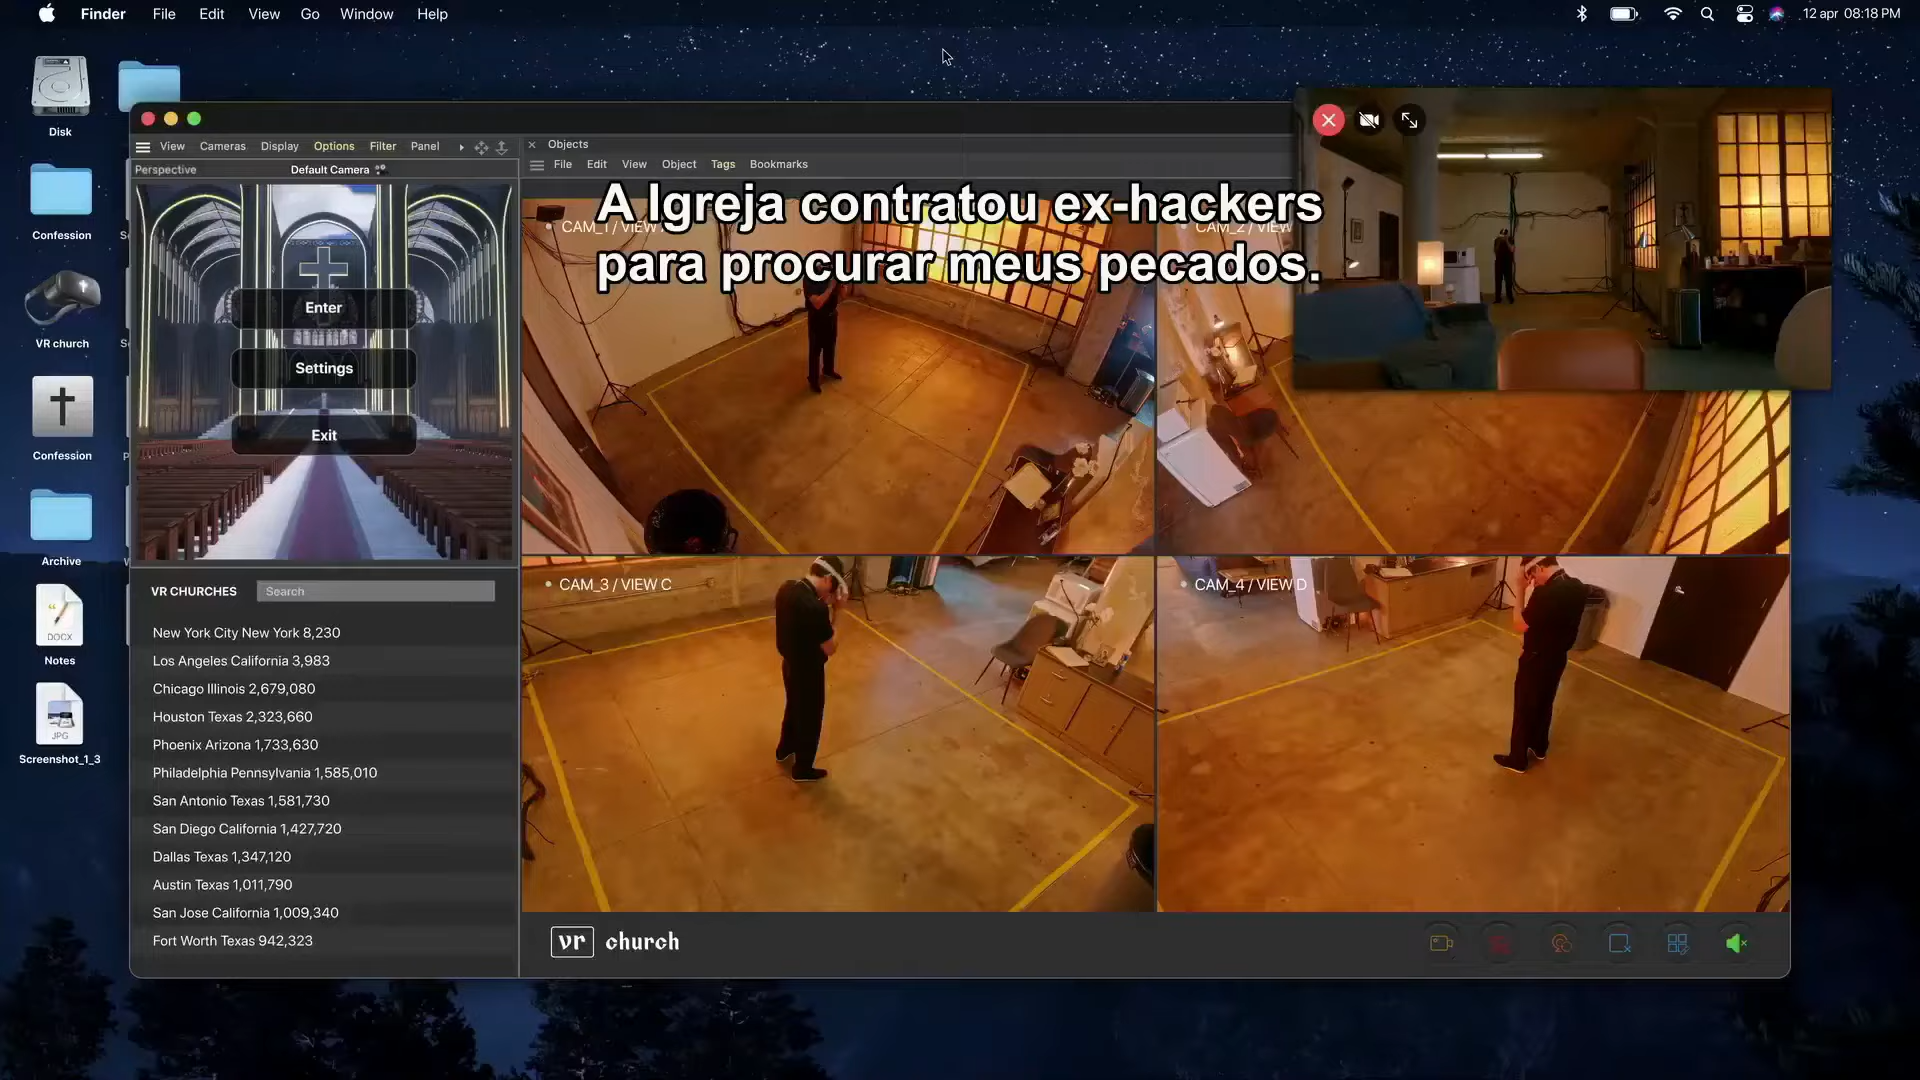 Finder File Edit View Go Window Help
12 apr 08:18 PM
Disk
Confession
VR church
Confession
Archive
DOCX
Notes
JPG
Screenshot_1_3
View Cameras Display Options Filter Panel
Perspective Default Camera
Enter
Settings
Exit
Objects
File Edit View Object Tags Bookmarks
A Igreja contratou ex-hackers
para procurar meus pecados.
CAM_1 / VIEW
CAM_2 / VIEW
CAM_3 / VIEW C
CAM_4 / VIEW D
VR CHURCHES Search
New York City New York 8,230
Los Angeles California 3,983
Chicago Illinois 2,679,080
Houston Texas 2,323,660
Phoenix Arizona 1,733,630
Philadelphia Pennsylvania 1,585,010
San Antonio Texas 1,581,730
San Diego California 1,427,720
Dallas Texas 1,347,120
Austin Texas 1,011,790
San Jose California 1,009,340
Fort Worth Texas 942,323
vr church